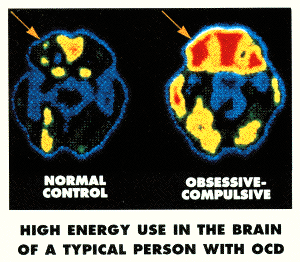 NORMAL
CONTROL
OBSESSIVE-
COMPULSIVE
HIGH ENERGY USE IN THE BRAIN
OF A TYPICAL PERSON WITH OCD